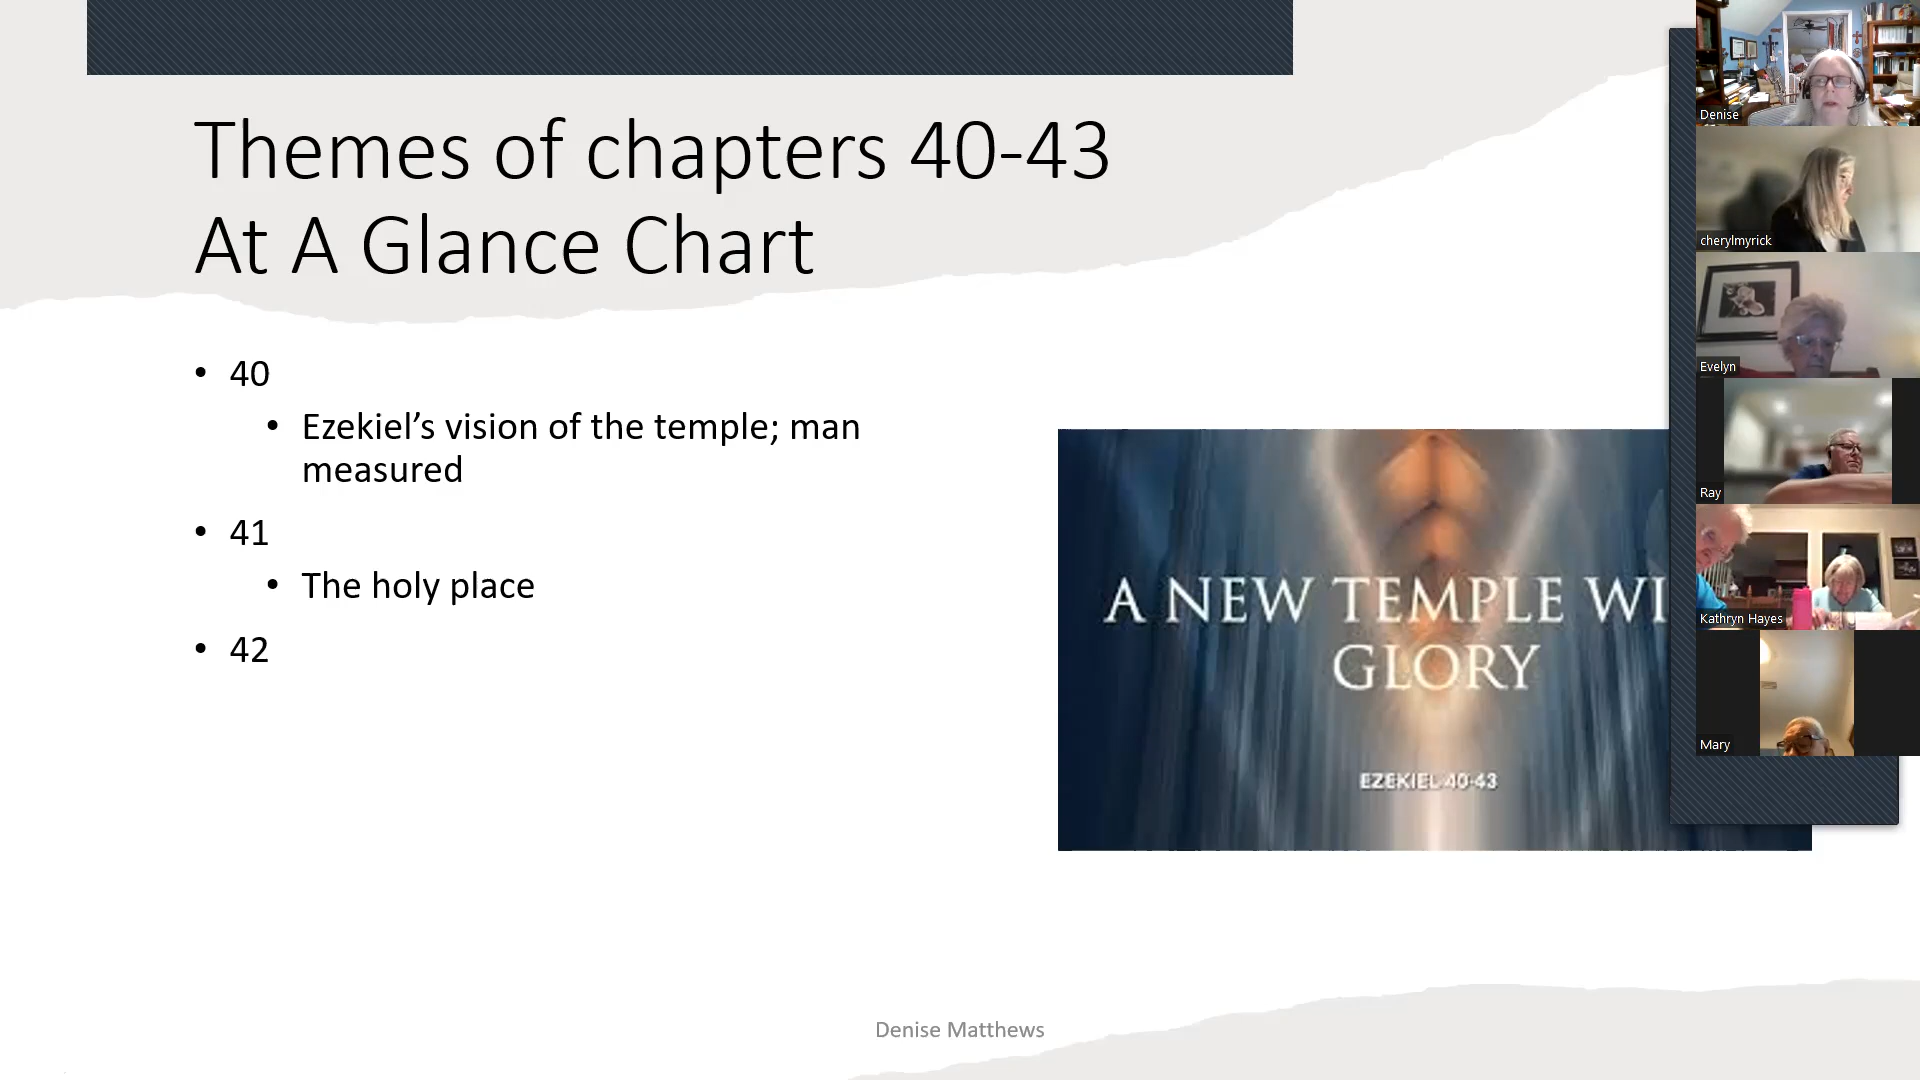 Themes of chapters 40-43
At A Glance Chart
• 40
• Ezekiel’s vision of the temple; man
measured
• 41
• The holy place
• 42
A NEW TEMPLE WI
GLORY
EZEKIEL 40-43
Denise Matthews
Denise
cherylmyrick
Evelyn
Ray
Kathryn Hayes
Mary